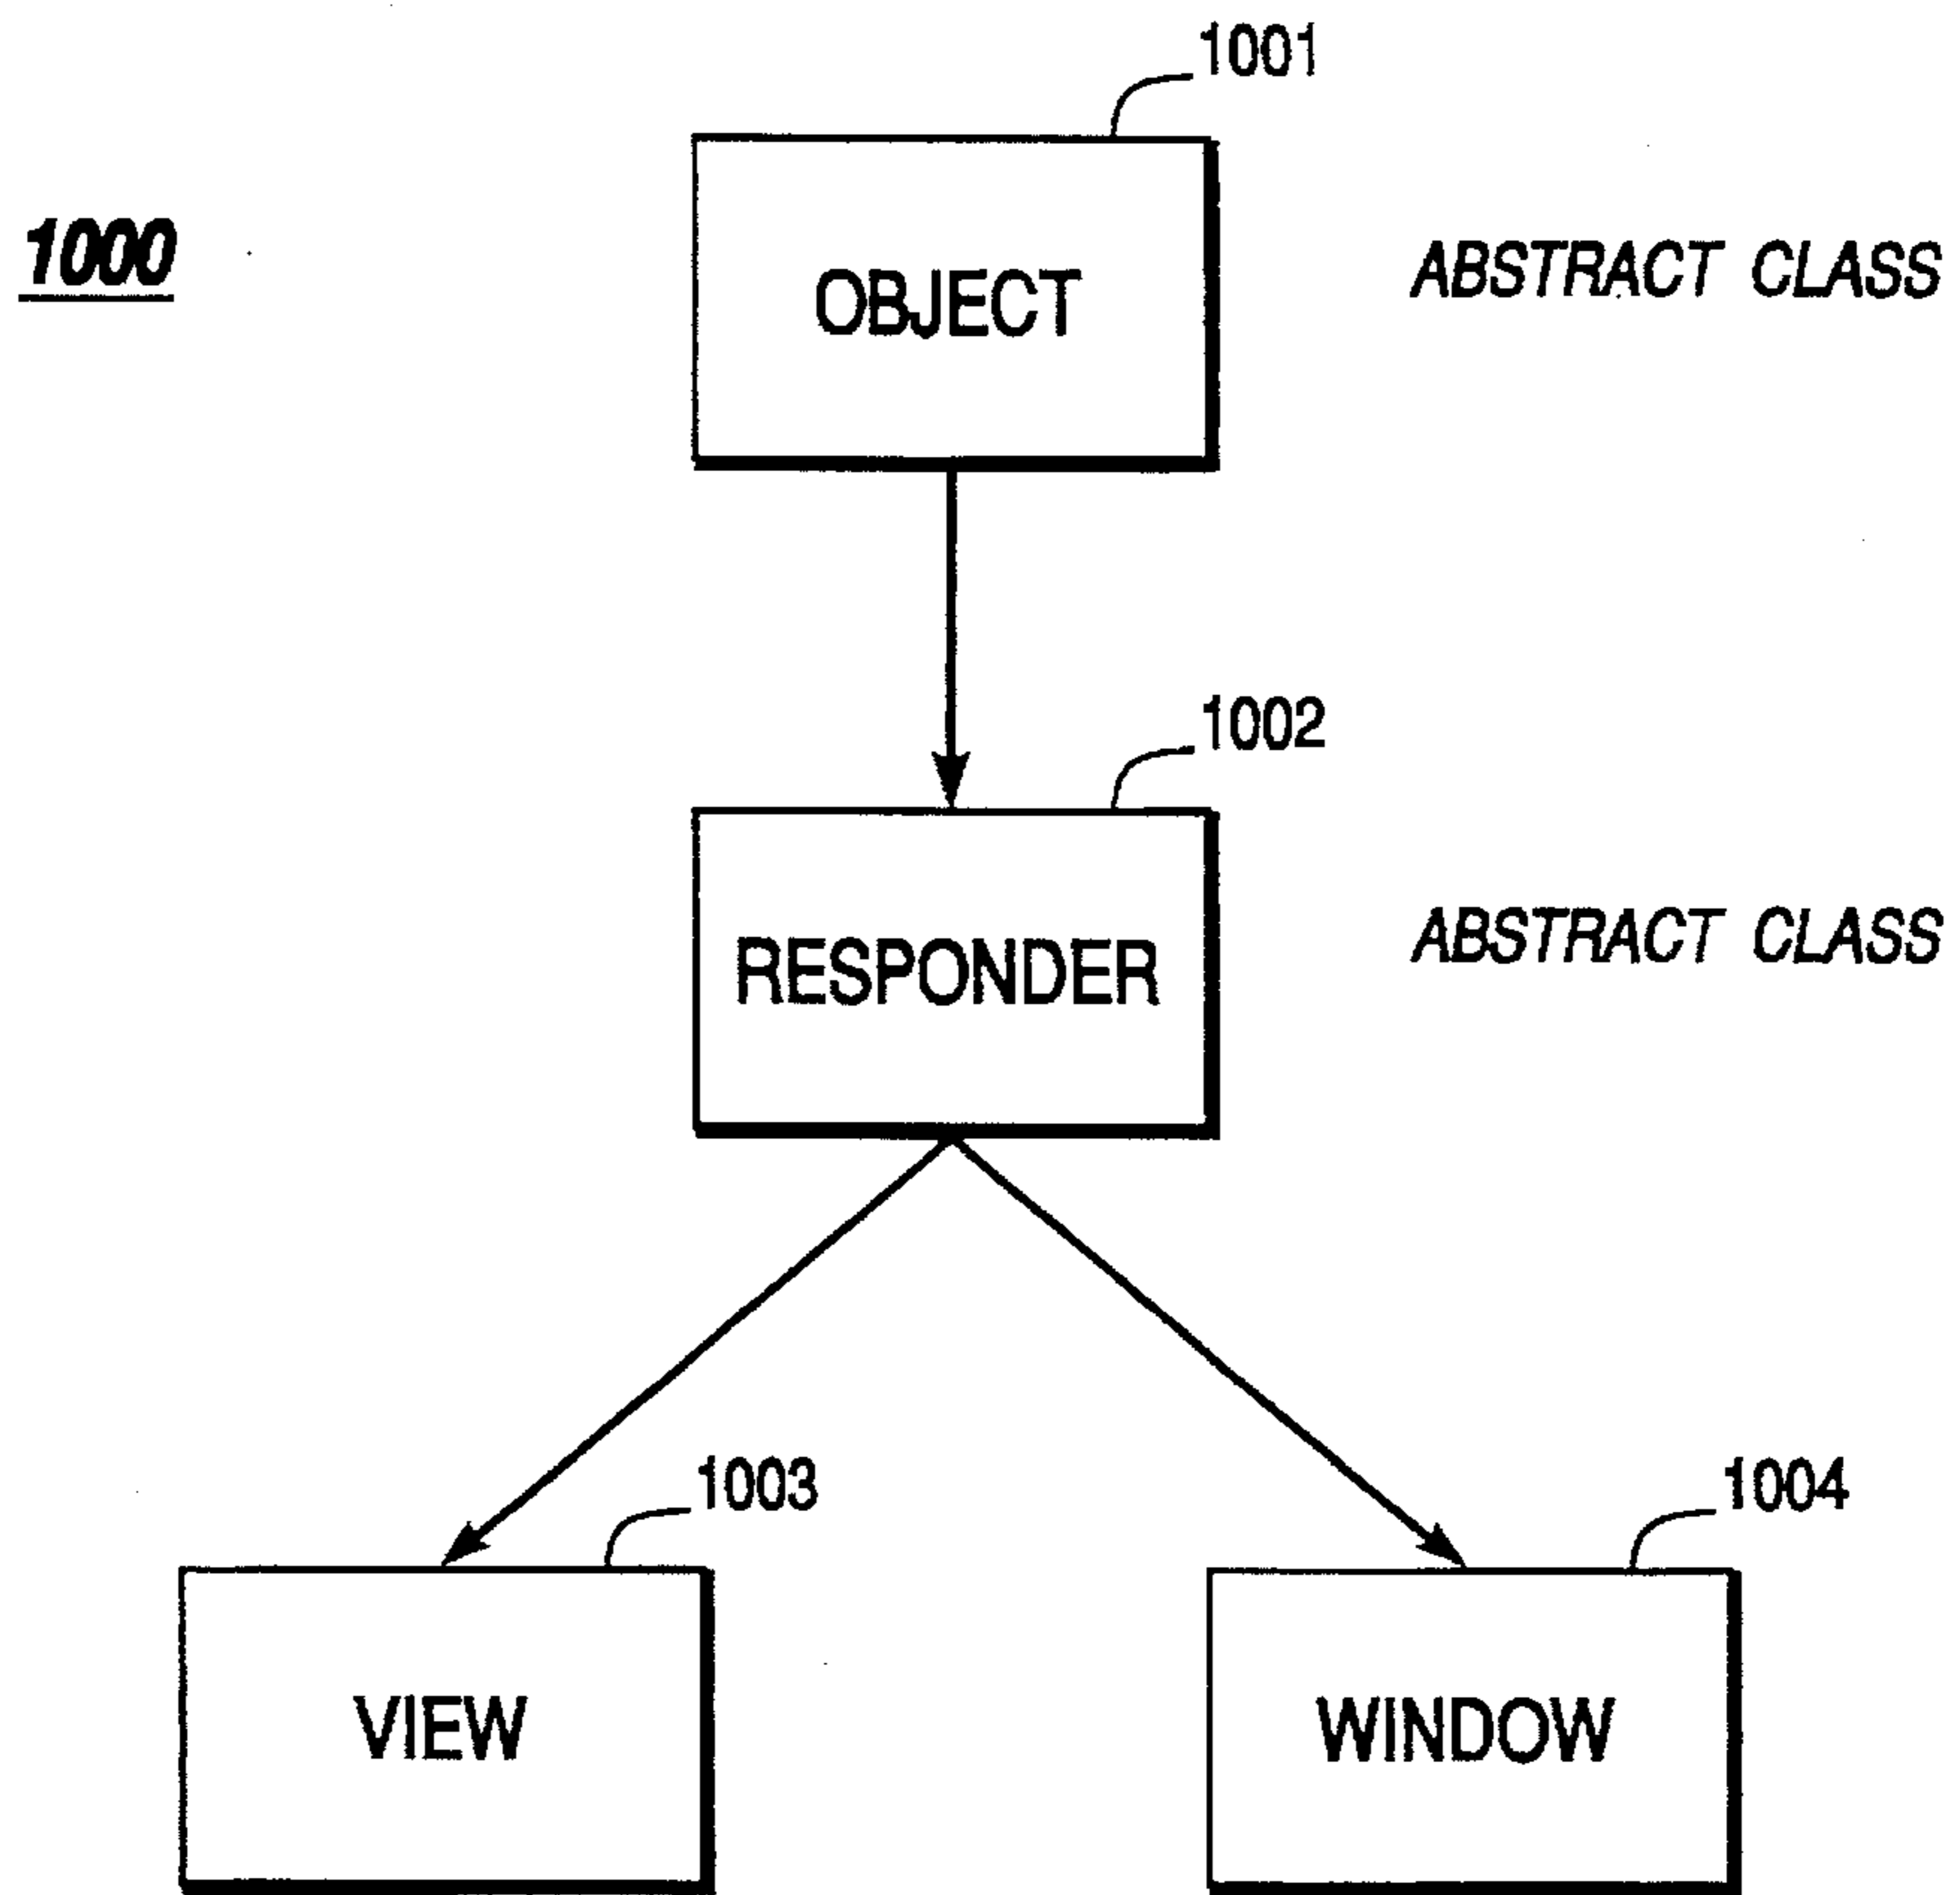 1001
1000
OBJECT
ABSTRACT CLASS
1002
RESPONDER
ABSTRACT CLASS
1003
1004
VIEW
WINDOW